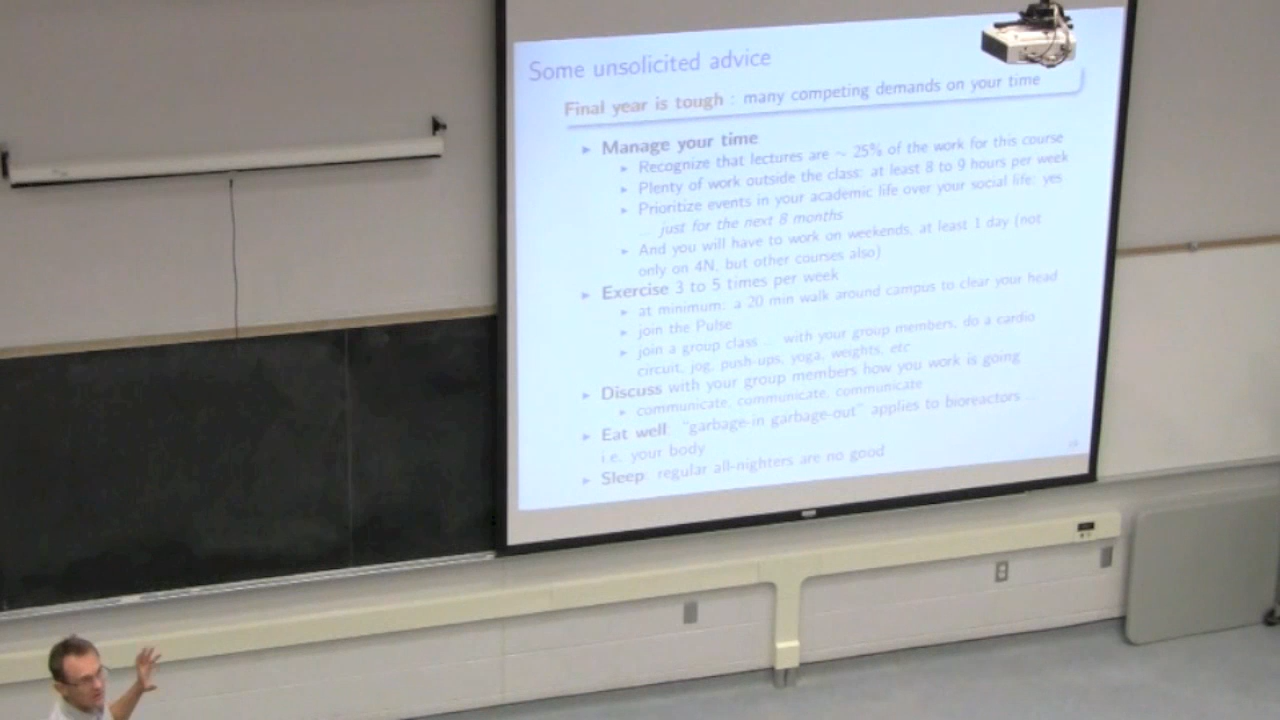 Some unsolicited advice
Final year is tough : many competing demands on your time
Manage your time
Recognize that lectures are ~ 25% of the work for this course
Plenty of work outside the class: at least 8 to 9 hours per week
Prioritize events in your academic life over your social life: yes
... just for the next 8 months
And you will have to work on weekends, at least 1 day (not
only on 4N, but other courses also)
Exercise 3 to 5 times per week
at minimum: a 20 min walk around campus to clear your head
join the Pulse
join a group class ... with your group members, do a cardio
circuit, jog, push-ups, yoga, weights, etc
Discuss with your group members how you work is going
communicate, communicate, communicate
Eat well: "garbage-in garbage-out" applies to bioreactors ...
i.e. your body
Sleep: regular all-nighters are no good